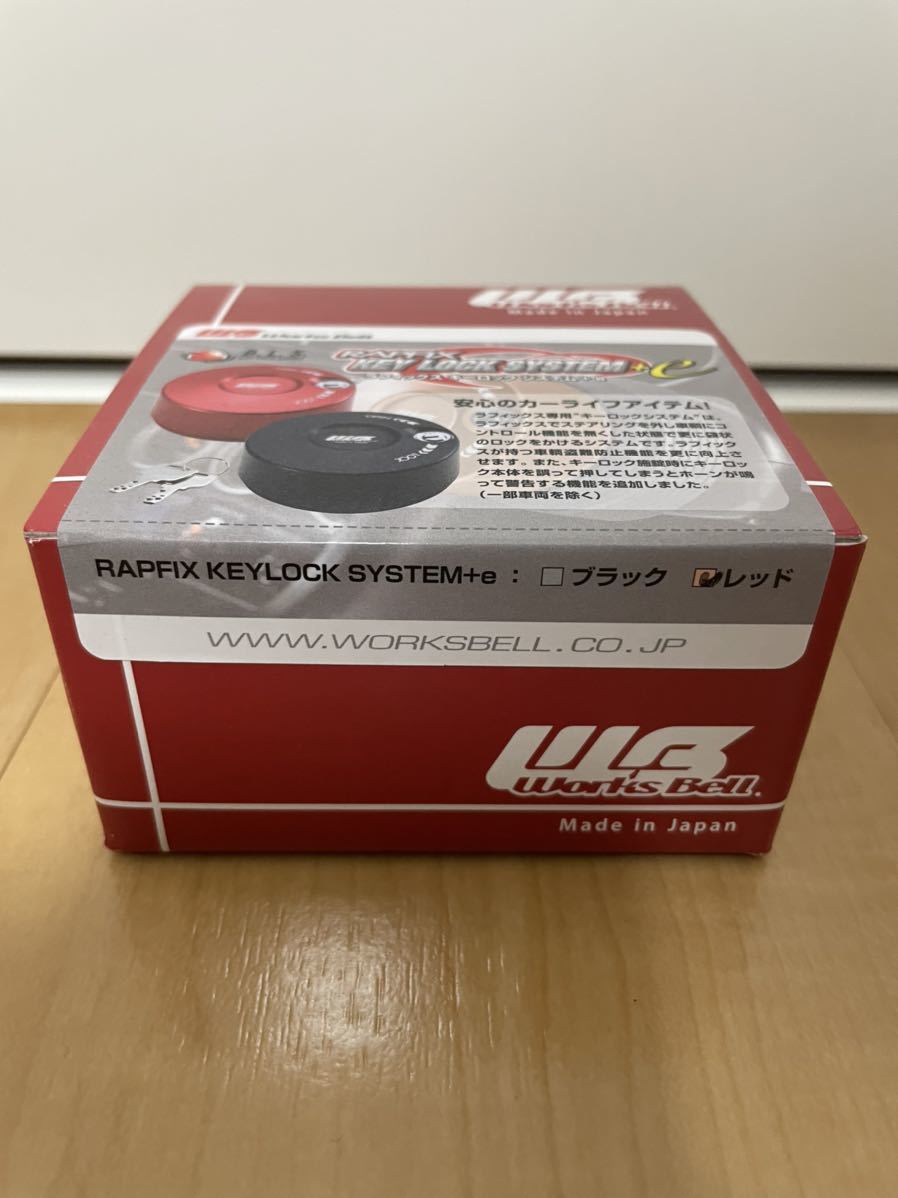 WB
Works Bell.
Made in Japan
WB Works Bell
RAPFIX
KEY LOCK SYSTEM +e
安心のカーライフアイテム!
ラフィックス専用"キーロックシステム"は、
ラフィックスでステアリングを外し車輌にコ
ントロール機能を無くした状態で更に袋状
のロックをかけるシステムです。ラフィック
スが持つ車輌盗難防止機能を更に向上さ
せます。また、キーロック施錠時にキーロッ
ク本体を誤って押してしまうとホーンが鳴
って警告する機能を追加しました。
(一部車両を除く)
WB
LOCK
RAPFIX KEYLOCK SYSTEM+e : □ブラック レッド
WWW.WORKSBELL.CO.JP
WB
Works Bell.
Made in Japan